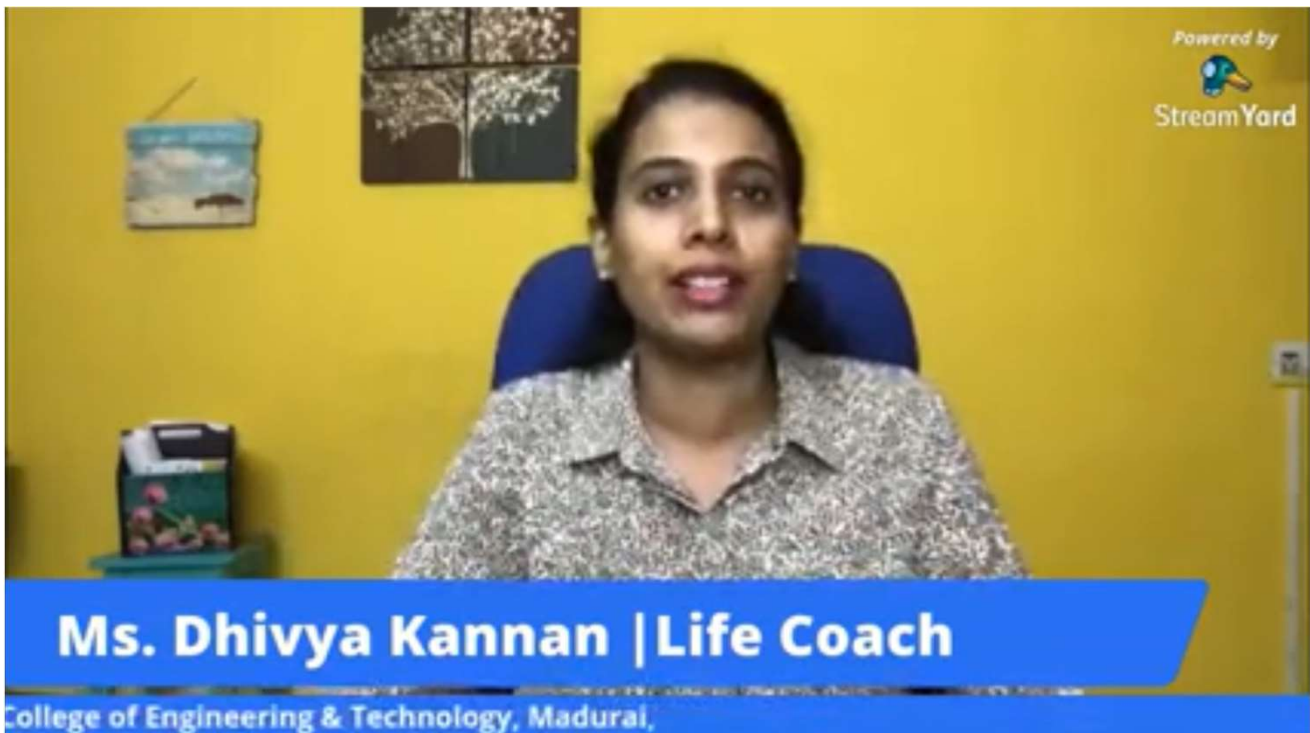 Powered by
StreamYard
Ms. Dhivya Kannan |Life Coach
College of Engineering & Technology, Madurai,